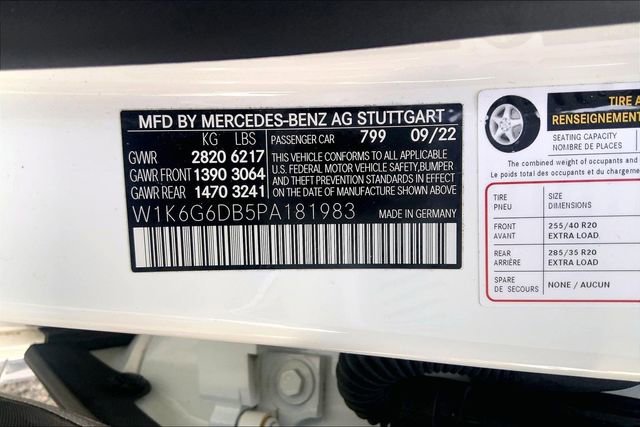 MFD BY MERCEDES-BENZ AG STUTTGART
KG LBS PASSENGER CAR 799 09/22
GWR 2820 6217
GAWR FRONT 1390 3064
GAWR REAR 1470 3241
THIS VEHICLE CONFORMS TO ALL APPLICABLE
U.S. FEDERAL MOTOR VEHICLE SAFETY,BUMPER
AND THEFT PREVENTION STANDARDS IN EFFECT
ON THE DATE OF MANUFACTURE SHOWN ABOVE.
W1K6G6DB5PA181983 MADE IN GERMANY
TIRE A
RENSEIGNEMENT
SEATING CAPACITY
NOMBRE DE PLACES
The combined weight of occupants and
Le poids total des occupants et du chargeme
TIRE SIZE
PNEU DIMENSIONS
FRONT 255/40 R20
AVANT EXTRA LOAD
REAR 285/35 R20
ARRIÈRE EXTRA LOAD
SPARE NONE / AUCUN
DE SECOURS